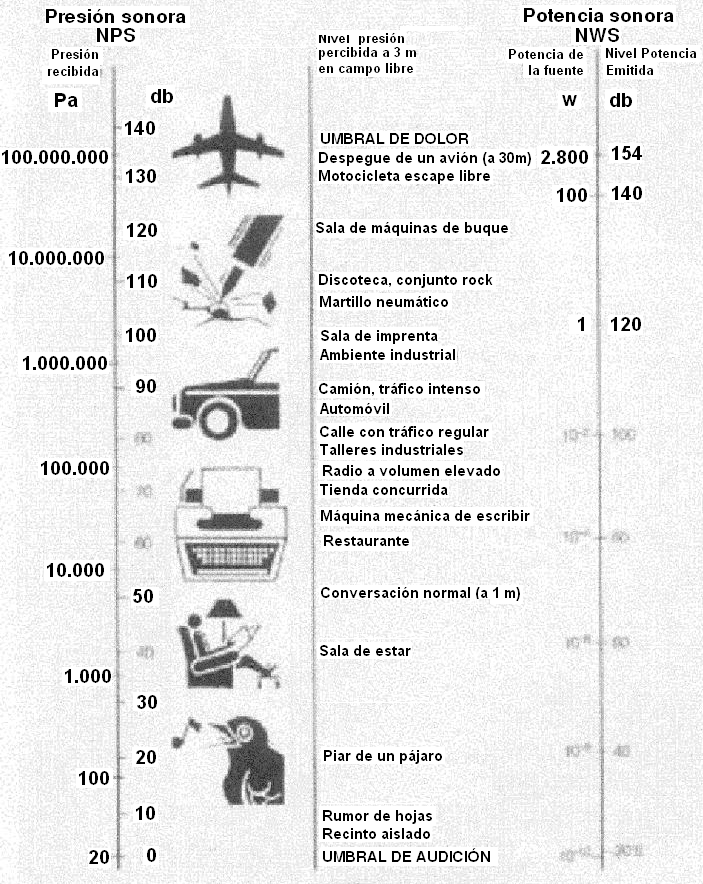 Presión sonora
NPS
Potencia sonora
NWS
Presión
recibida
Nivel presión
percibida a 3 m
en campo libre
Potencia de
la fuente
Nivel Potencia
Emitida
Pa
db
w
db
140
UMBRAL DE DOLOR
100.000.000
Despegue de un avión (a 30m)
2.800
154
130
Motocicleta escape libre
100
140
120
Sala de máquinas de buque
10.000.000
110
Discoteca, conjunto rock
Martillo neumático
1
120
100
Sala de imprenta
Ambiente industrial
1.000.000
90
Camión, tráfico intenso
Automóvil
80
Calle con tráfico regular
100
Talleres industriales
100.000
Radio a volumen elevado
70
Tienda concurrida
Máquina mecánica de escribir
60
Restaurante
10.000
50
Conversación normal (a 1 m)
40
Sala de estar
1.000
30
20
Piar de un pájaro
40
100
10
Rumor de hojas
Recinto aislado
20
0
UMBRAL DE AUDICIÓN